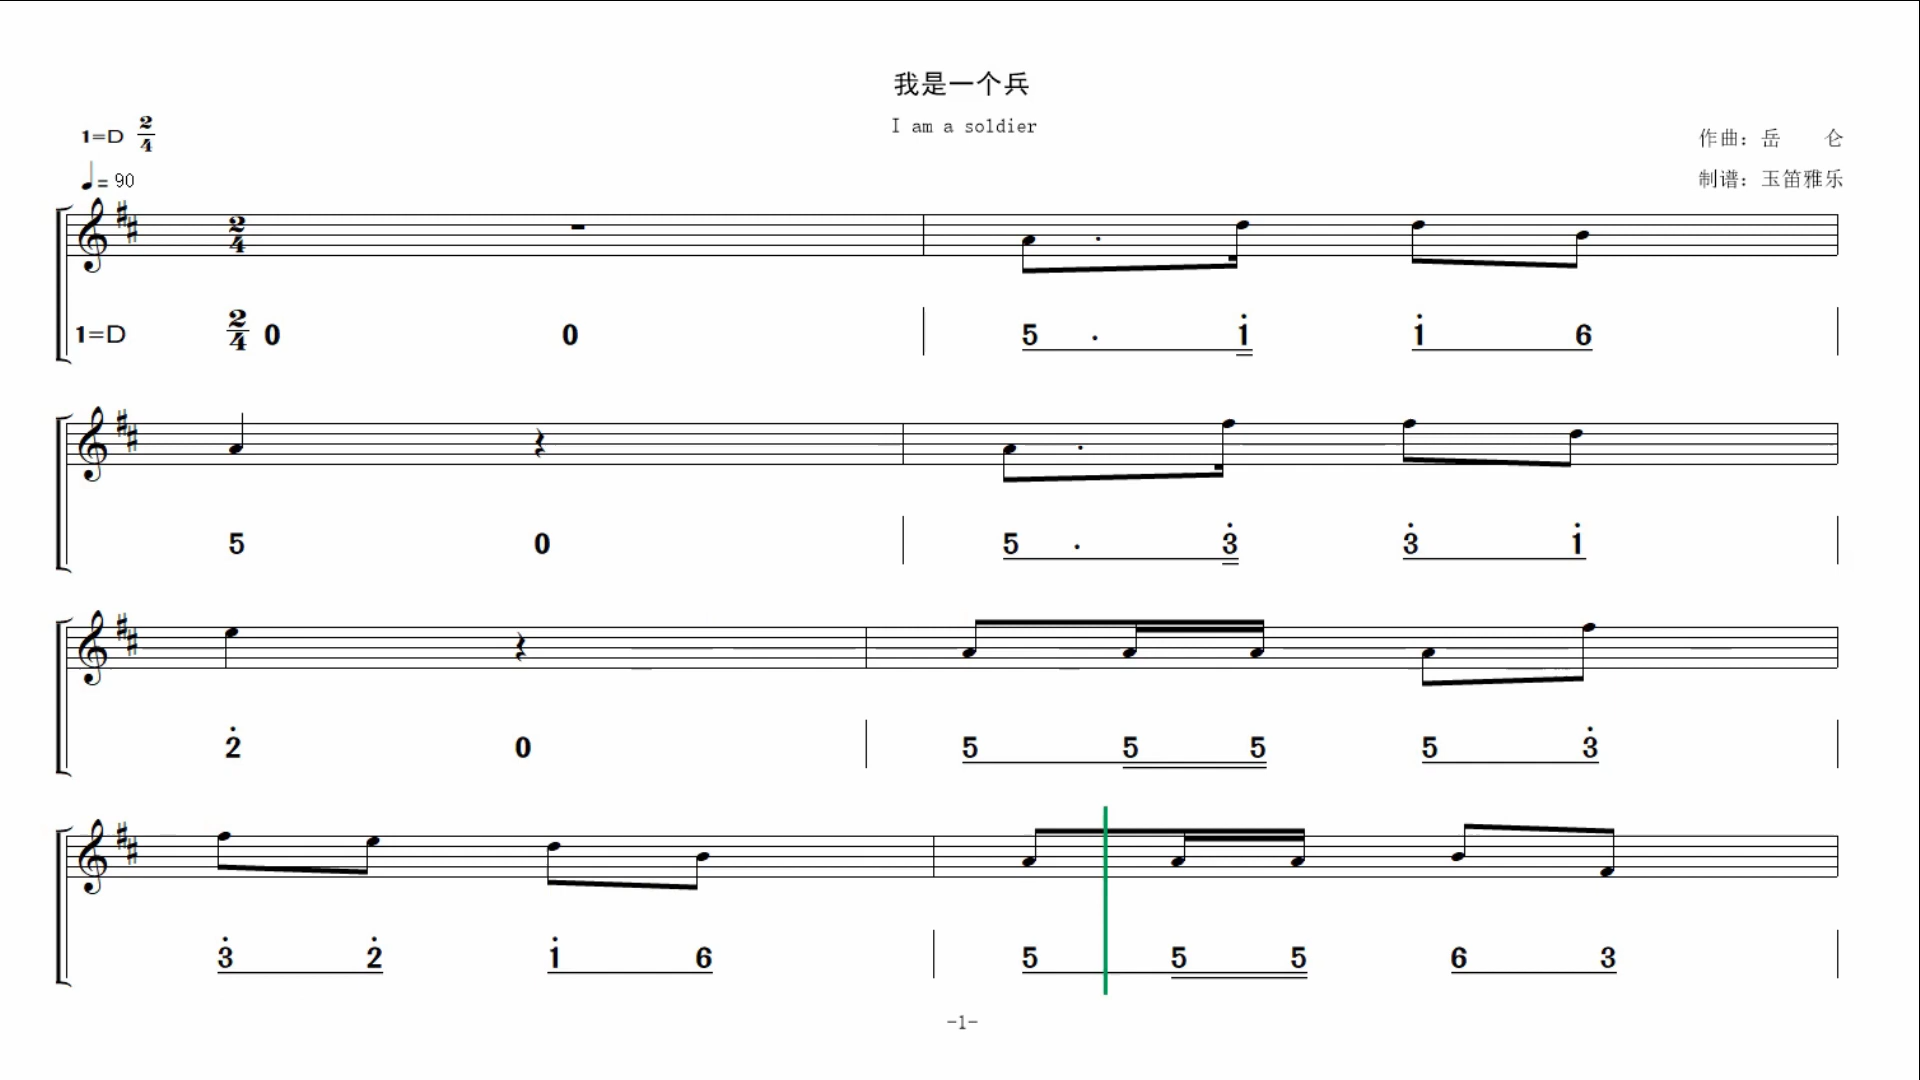 我是一个兵
I am a soldier
1=D 2/4
作曲：岳　　仑
♩= 90
制谱：玉笛雅乐
2/4
1=D 2/4 0 0 | 5 . 1̇ 1̇ 6 |
5 0 | 5 . 3̇ 3̇ 1̇ |
2̇ 0 | 5 5 5 5 3̇ |
3̇ 2̇ 1̇ 6 | 5 5 5 6 3 |
-1-